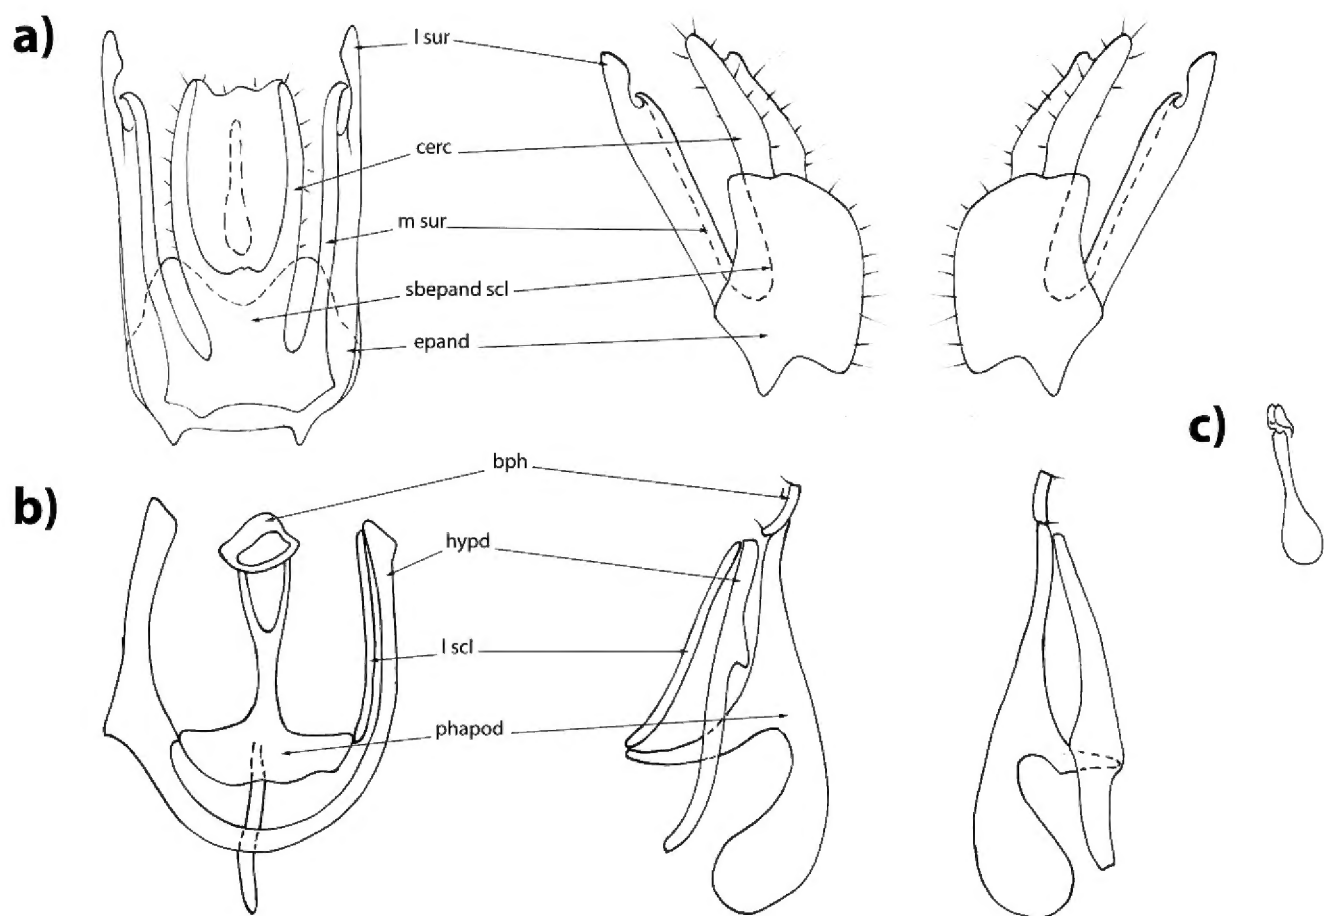 a)
l sur
cerc
m sur
sbepand scl
epand
c)
b)
bph
hypd
l scl
phapod